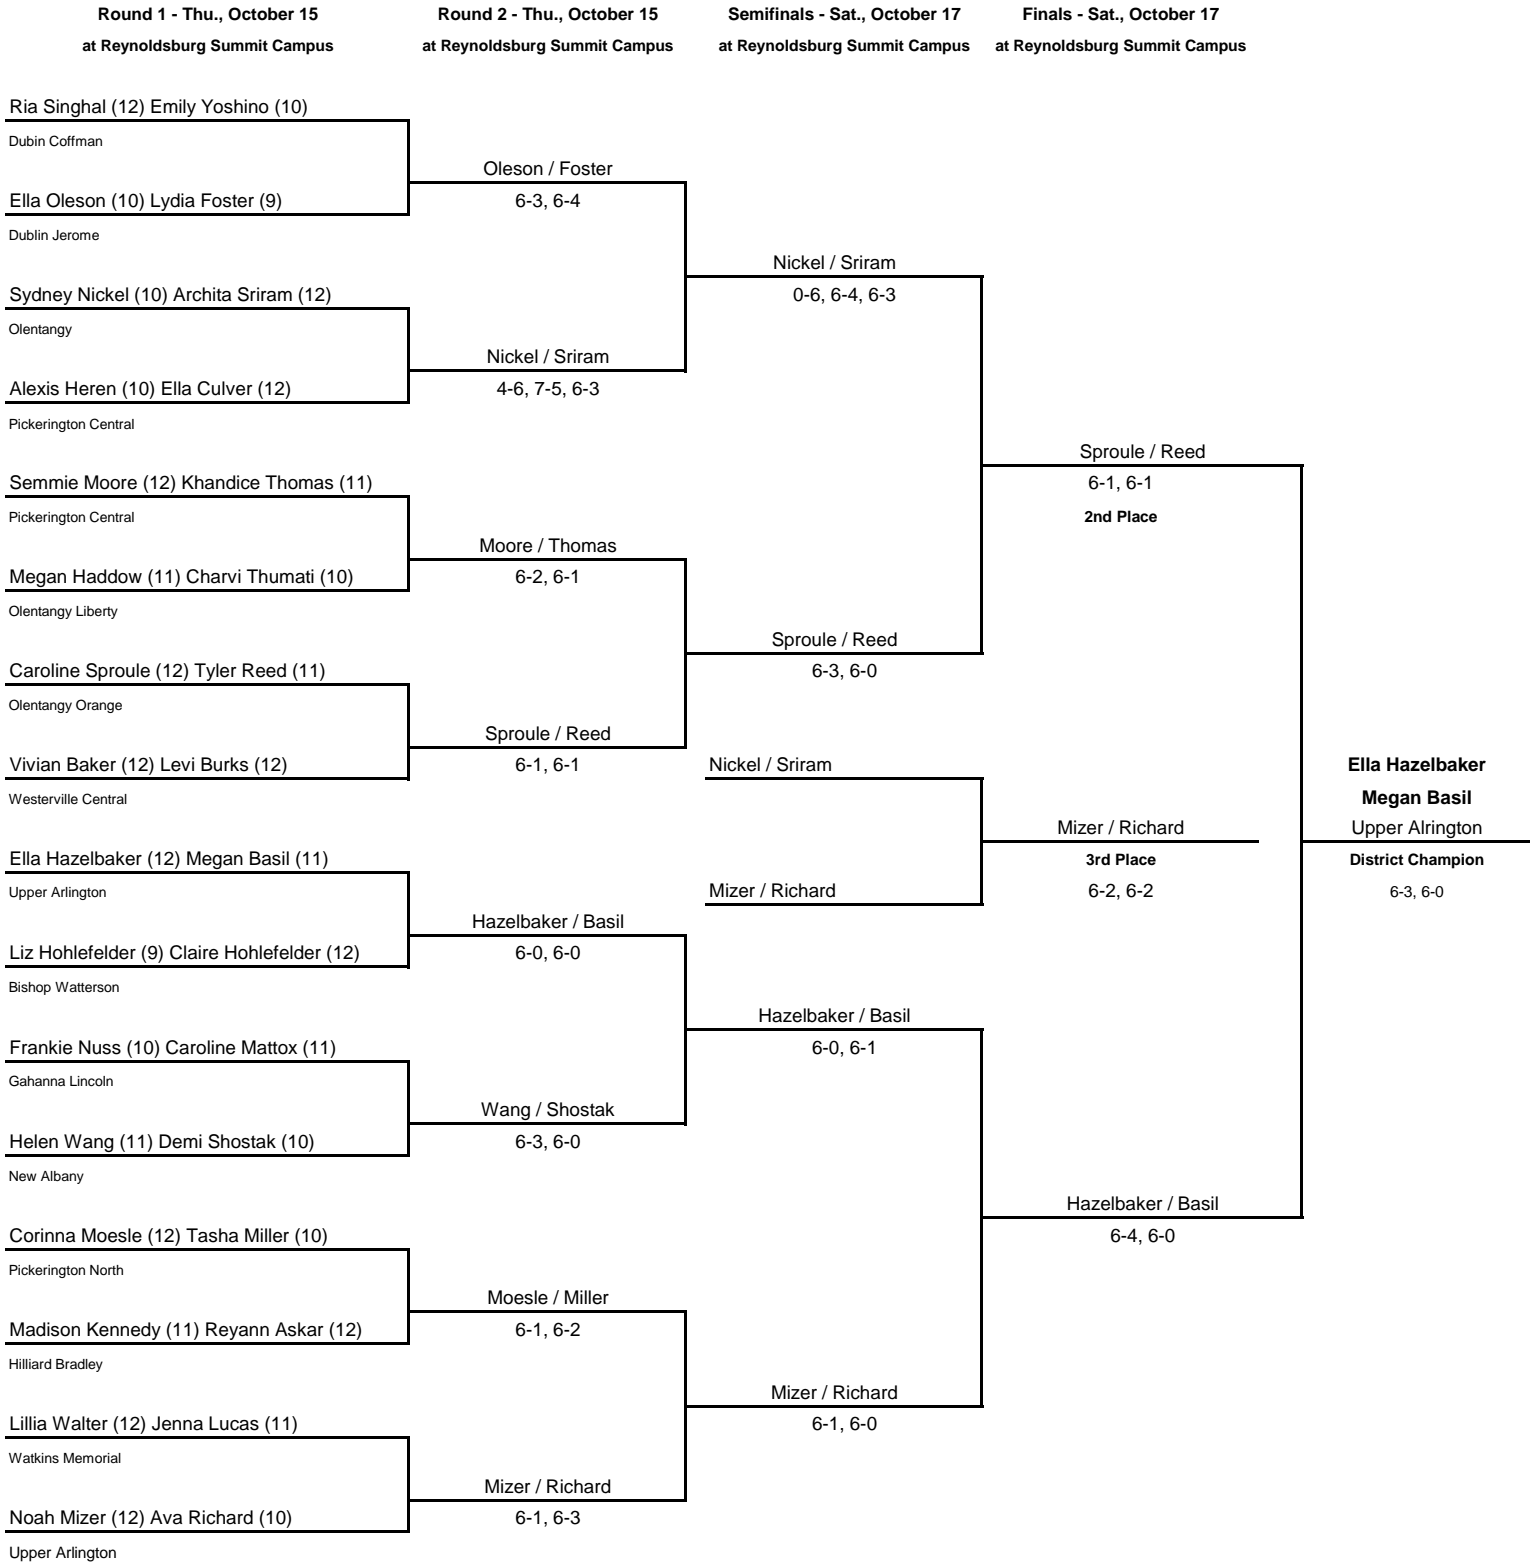 Round 1 - Thu., October 15
at Reynoldsburg Summit Campus
Round 2 - Thu., October 15
at Reynoldsburg Summit Campus
Semifinals - Sat., October 17
at Reynoldsburg Summit Campus
Finals - Sat., October 17
at Reynoldsburg Summit Campus
Ria Singhal (12) Emily Yoshino (10)
Dubin Coffman
Ella Oleson (10) Lydia Foster (9)
Dublin Jerome
Sydney Nickel (10) Archita Sriram (12)
Olentangy
Alexis Heren (10) Ella Culver (12)
Pickerington Central
Semmie Moore (12) Khandice Thomas (11)
Pickerington Central
Megan Haddow (11) Charvi Thumati (10)
Olentangy Liberty
Caroline Sproule (12) Tyler Reed (11)
Olentangy Orange
Vivian Baker (12) Levi Burks (12)
Westerville Central
Ella Hazelbaker (12) Megan Basil (11)
Upper Arlington
Liz Hohlefelder (9) Claire Hohlefelder (12)
Bishop Watterson
Frankie Nuss (10) Caroline Mattox (11)
Gahanna Lincoln
Helen Wang (11) Demi Shostak (10)
New Albany
Corinna Moesle (12) Tasha Miller (10)
Pickerington North
Madison Kennedy (11) Reyann Askar (12)
Hilliard Bradley
Lillia Walter (12) Jenna Lucas (11)
Watkins Memorial
Noah Mizer (12) Ava Richard (10)
Upper Arlington
Oleson / Foster
6-3, 6-4
Nickel / Sriram
4-6, 7-5, 6-3
Moore / Thomas
6-2, 6-1
Sproule / Reed
6-1, 6-1
Hazelbaker / Basil
6-0, 6-0
Wang / Shostak
6-3, 6-0
Moesle / Miller
6-1, 6-2
Mizer / Richard
6-1, 6-3
Nickel / Sriram
0-6, 6-4, 6-3
Sproule / Reed
6-3, 6-0
Nickel / Sriram
Mizer / Richard
Hazelbaker / Basil
6-0, 6-1
Mizer / Richard
6-1, 6-0
Sproule / Reed
6-1, 6-1
2nd Place
Mizer / Richard
3rd Place
6-2, 6-2
Hazelbaker / Basil
6-4, 6-0
Ella Hazelbaker
Megan Basil
Upper Alrington
District Champion
6-3, 6-0